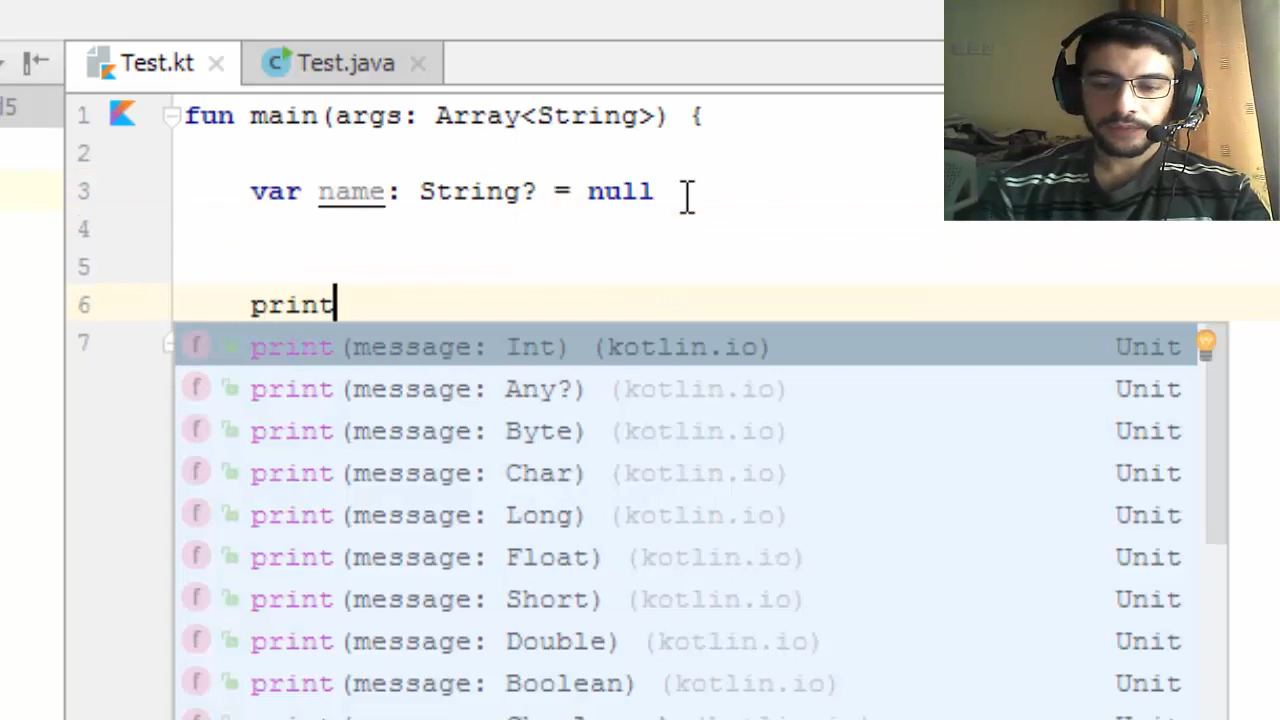 Test.kt
Test.java
1 fun main(args: Array<String>) {
2
3 var name: String? = null
4
5
6 print
7
print(message: Int) (kotlin.io) Unit
print(message: Any?) (kotlin.io) Unit
print(message: Byte) (kotlin.io) Unit
print(message: Char) (kotlin.io) Unit
print(message: Long) (kotlin.io) Unit
print(message: Float) (kotlin.io) Unit
print(message: Short) (kotlin.io) Unit
print(message: Double) (kotlin.io) Unit
print(message: Boolean) (kotlin.io) Unit